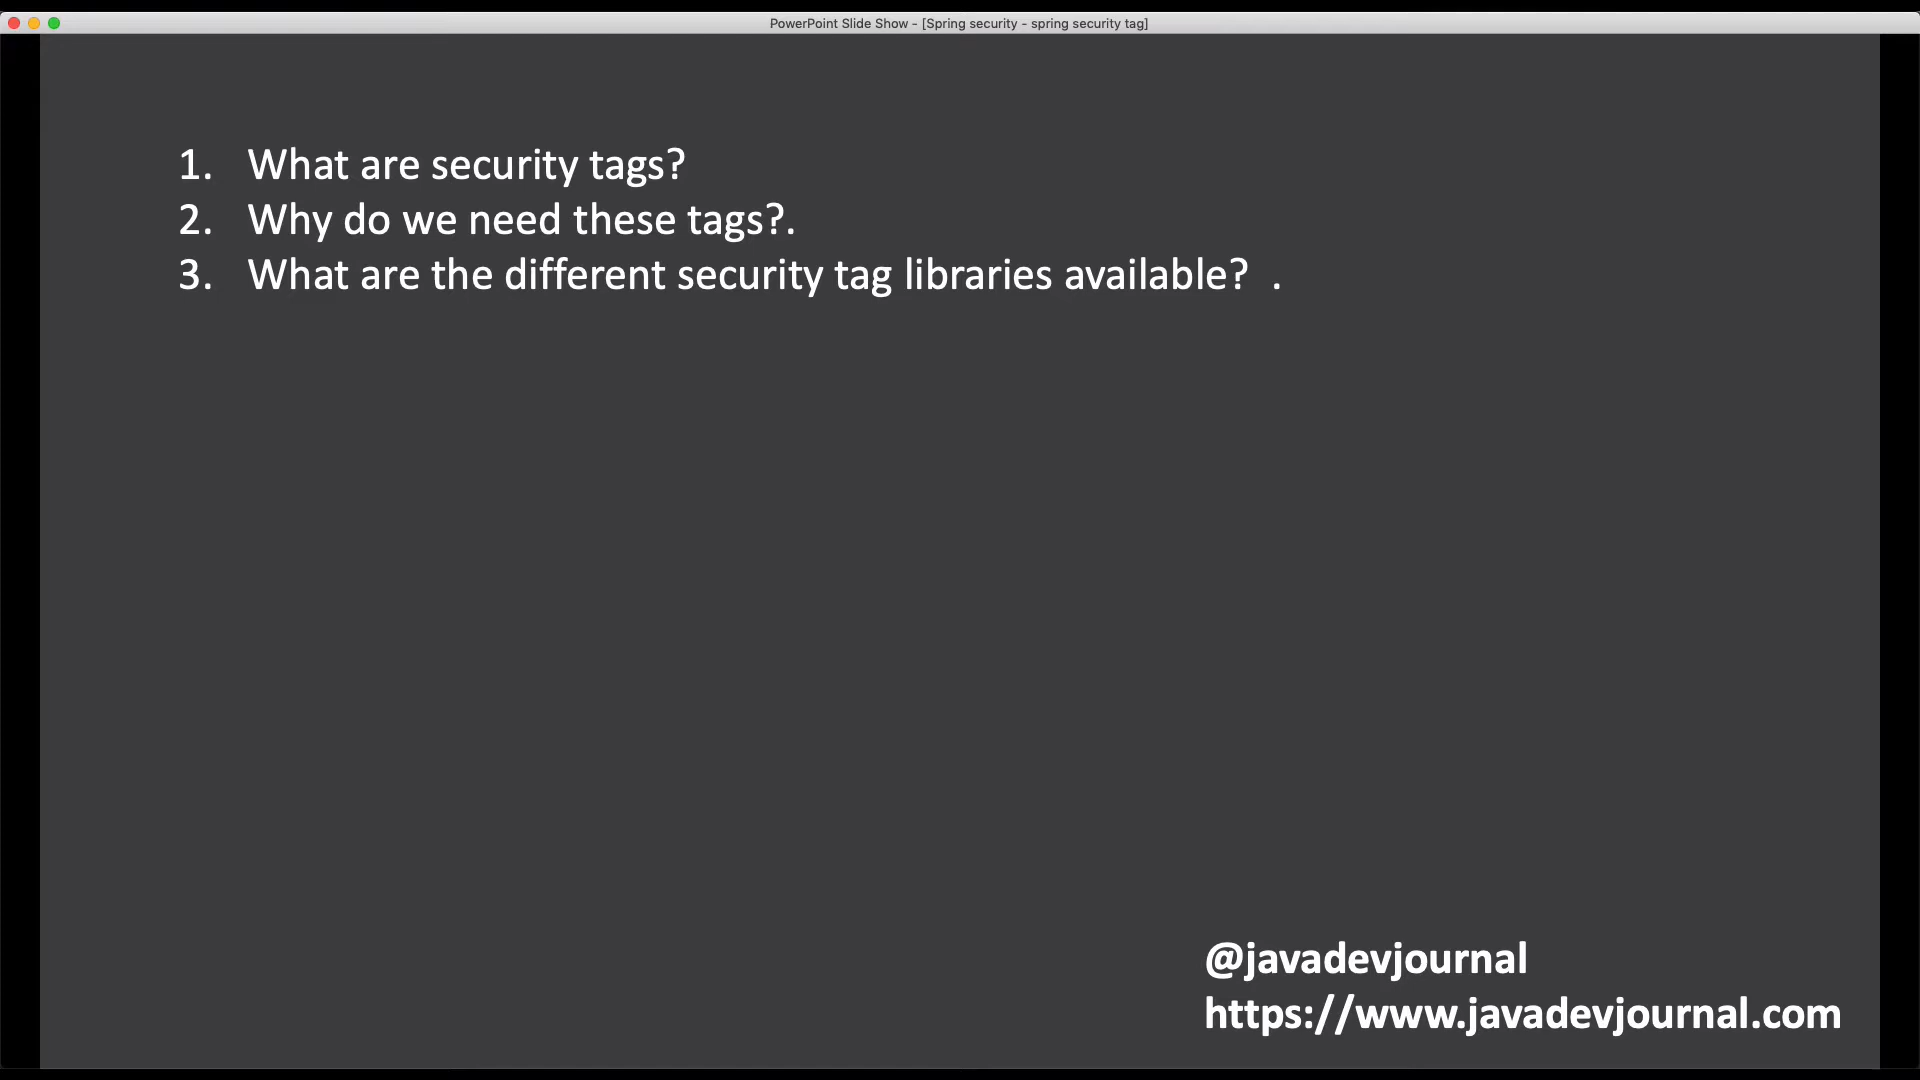 PowerPoint Slide Show - [Spring security - spring security tag]
1. What are security tags?
2. Why do we need these tags?.
3. What are the different security tag libraries available? .
@javadevjournal
https://www.javadevjournal.com